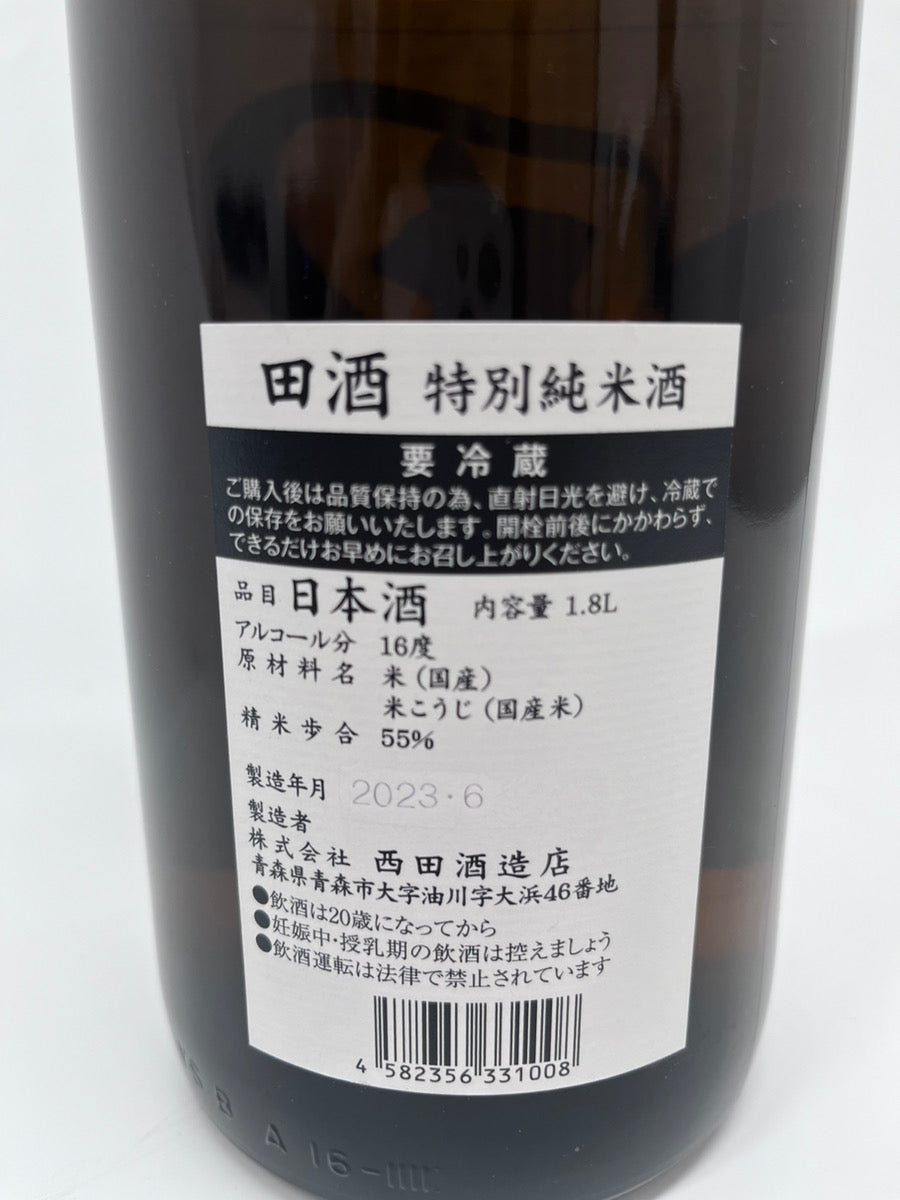 田酒 特別純米酒
要冷蔵
ご購入後は品質保持の為、直射日光を避け、冷蔵で
の保存をお願いいたします。開栓前後にかかわらず、
できるだけお早めにお召し上がりください。
品目 日本酒 内容量 1.8L
アルコール分 16度
原材料名 米（国産）
米こうじ（国産米）
精米歩合 55%
製造年月 2023・6
製造者
株式会社 西田酒造店
青森県青森市大字油川字大浜46番地
●飲酒は20歳になってから
●妊娠中・授乳期の飲酒は控えましょう
●飲酒運転は法律で禁止されています
4 582356 331008
A 16-